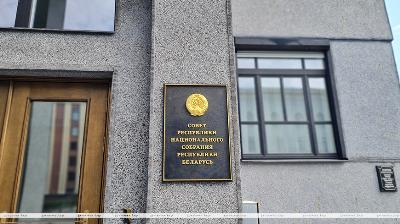 СОВЕТ
РЕСПУБЛИКИ
НАЦИОНАЛЬНОГО
СОБРАНИЯ
РЕСПУБЛИКИ
БЕЛАРУСЬ